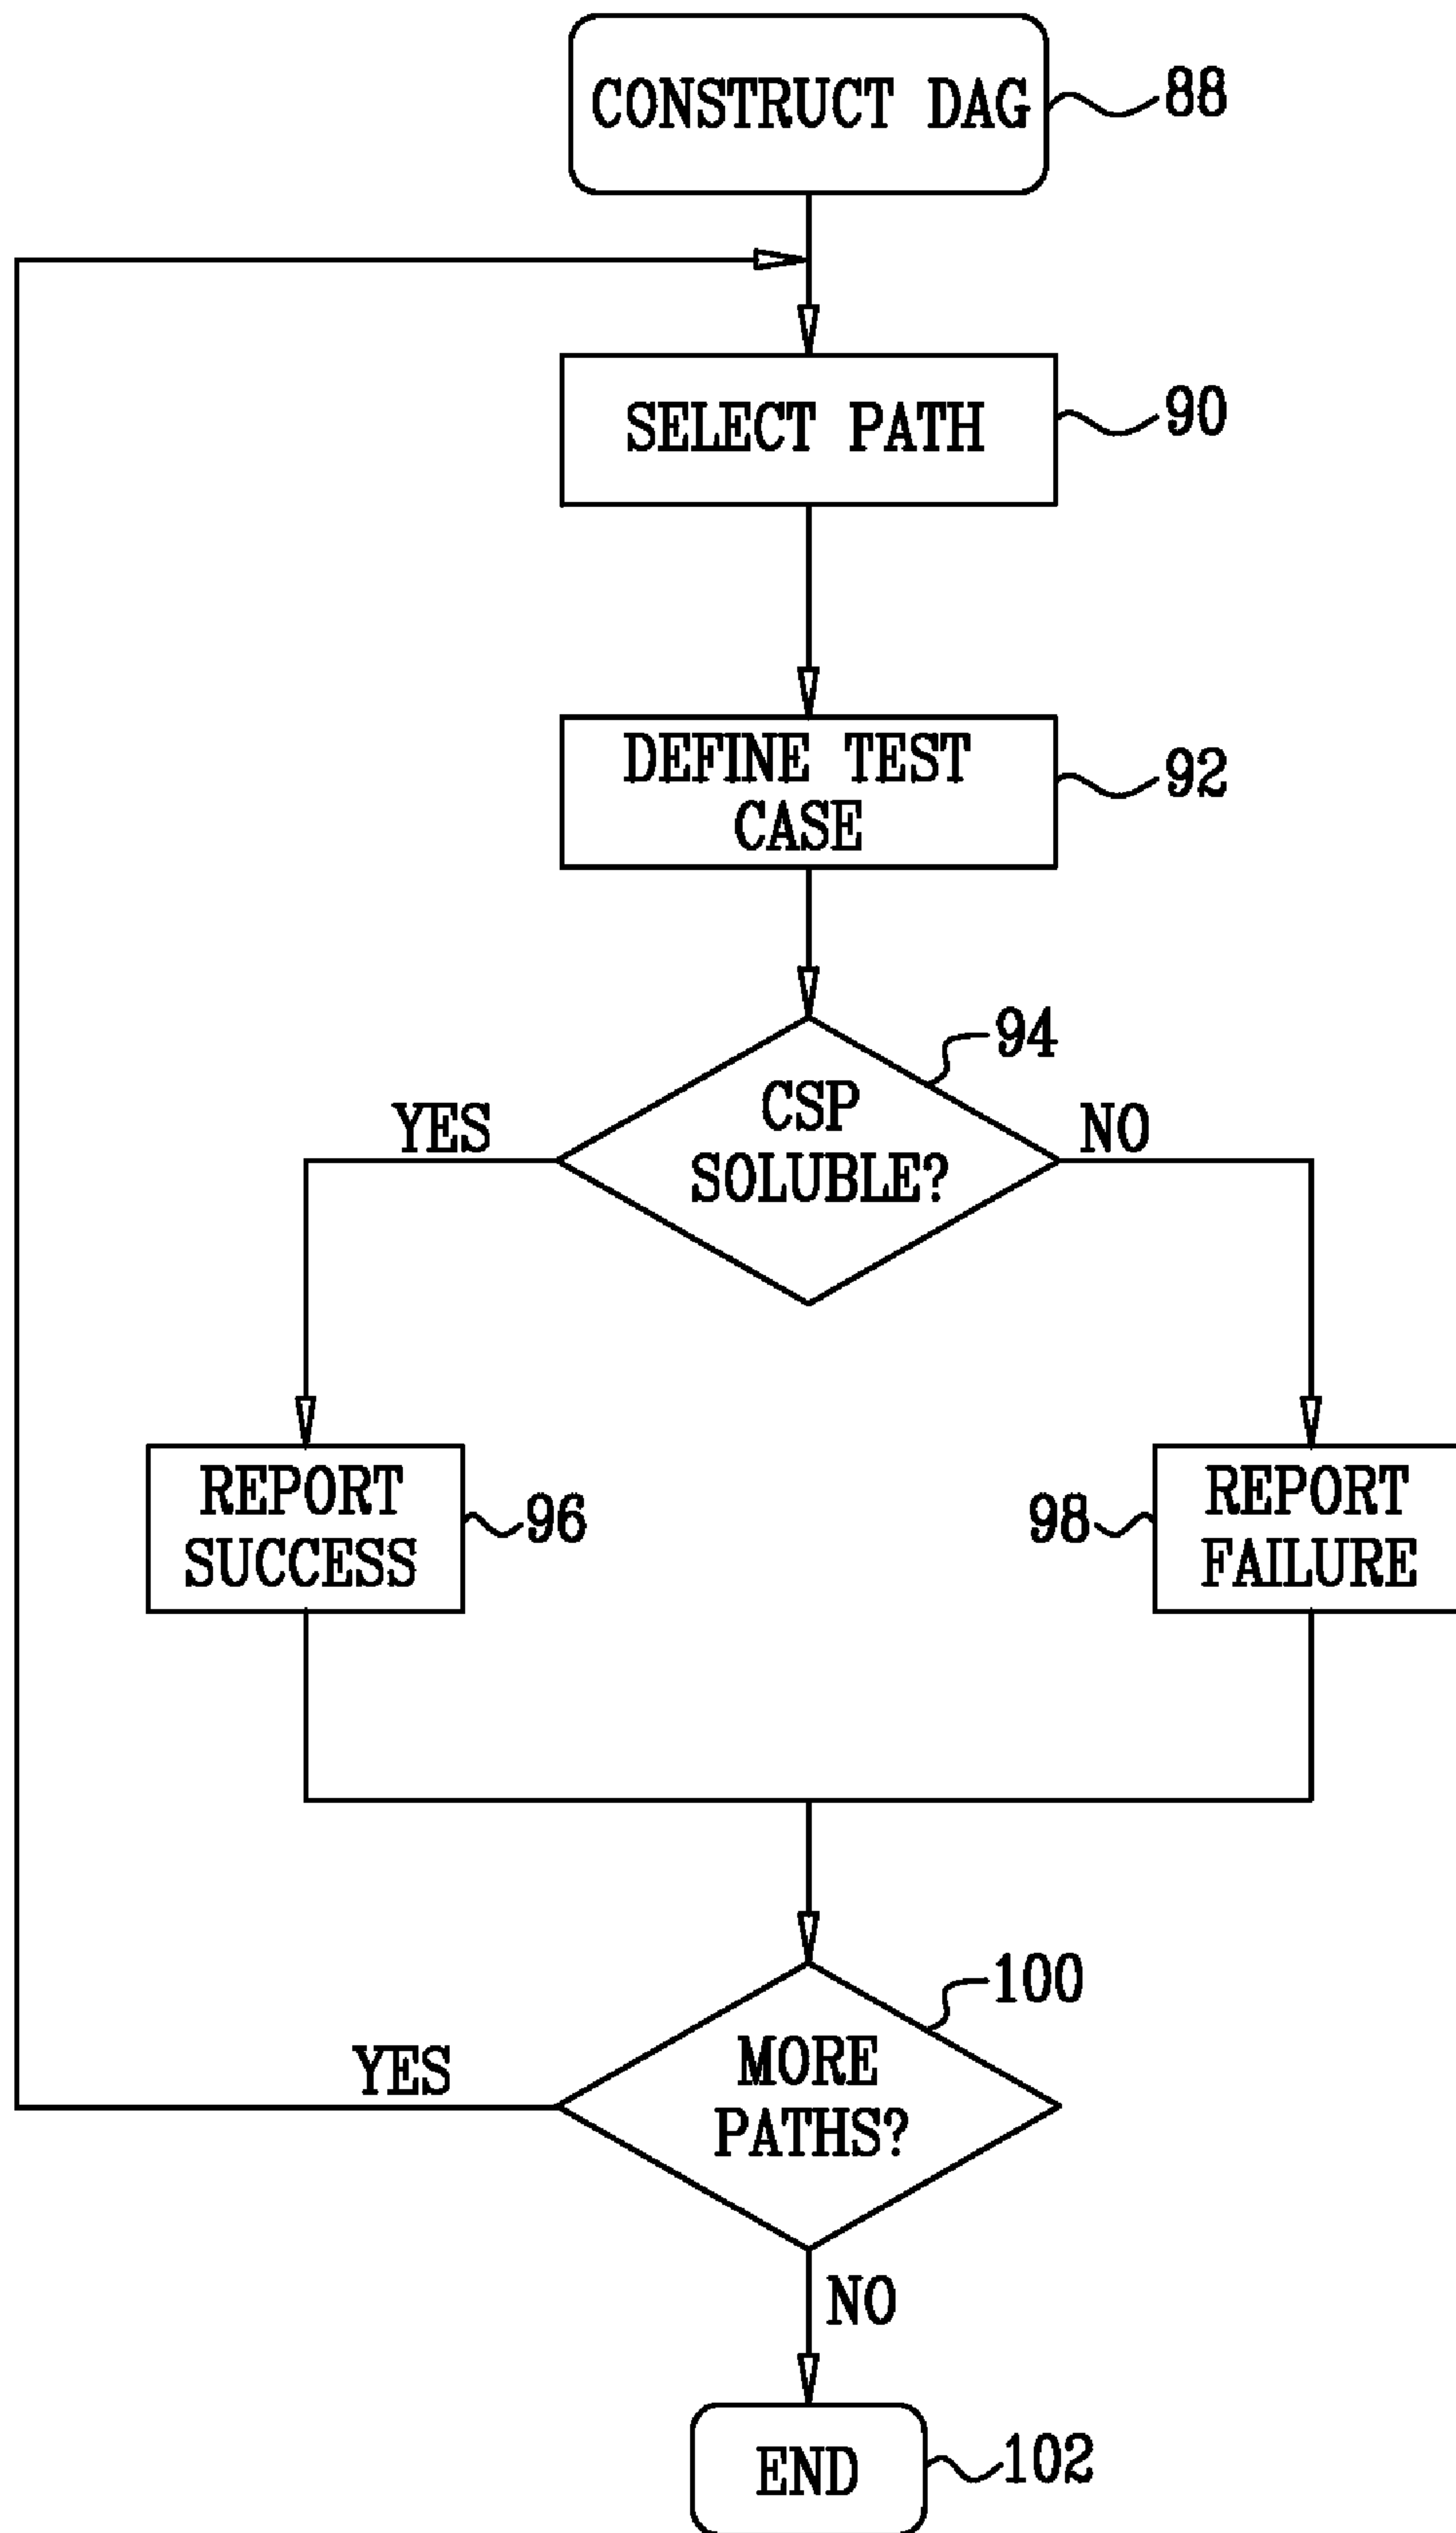 CONSTRUCT DAG
88
SELECT PATH
90
DEFINE TEST
CASE
92
94
CSP
SOLUBLE?
YES
NO
REPORT
SUCCESS
96
98
REPORT
FAILURE
100
MORE
PATHS?
YES
NO
END
102